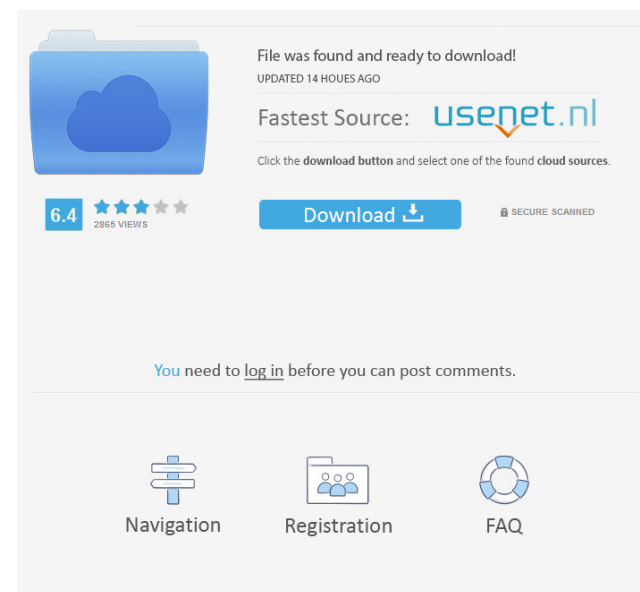 File was found and ready to download!
UPDATED 14 HOUES AGO
Fastest Source: usenet.nl
Click the download button and select one of the found cloud sources.
6.4
2865 VIEWS
Download
SECURE SCANNED
You need to log in before you can post comments.
Navigation
Registration
FAQ